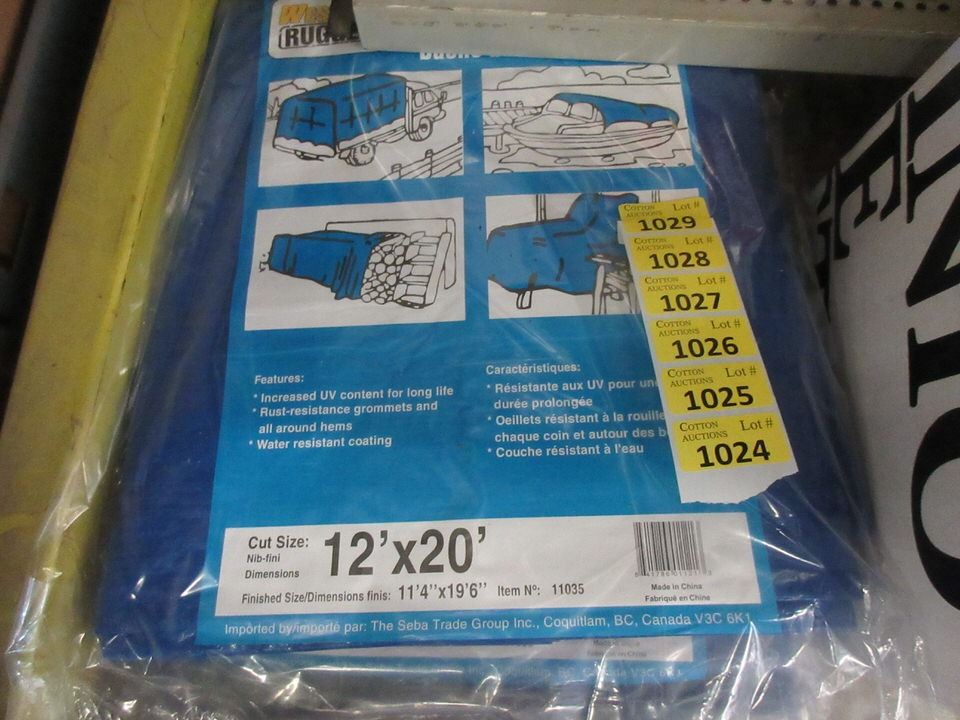 RUGG
COTTON AUCTIONS Lot #
1029
COTTON AUCTIONS Lot #
1028
COTTON AUCTIONS Lot #
1027
COTTON AUCTIONS Lot #
1026
COTTON AUCTIONS Lot #
1025
COTTON AUCTIONS Lot #
1024
Features:
* Increased UV content for long life
* Rust-resistance grommets and
all around hems
* Water resistant coating
Caractéristiques:
* Résistante aux UV pour une
durée prolongée
* Oeillets résistant à la rouille
chaque coin et autour des b
* Couche résistant à l'eau
Cut Size: 12'x20'
Nib-fini
Dimensions
Finished Size/Dimensions finis: 11'4"x19'6" Item Nº: 11035
Made in China
Fabriqué en Chine
Imported by/importé par: The Seba Trade Group Inc., Coquitlam, BC, Canada V3C 6K1
Fabriqué en China